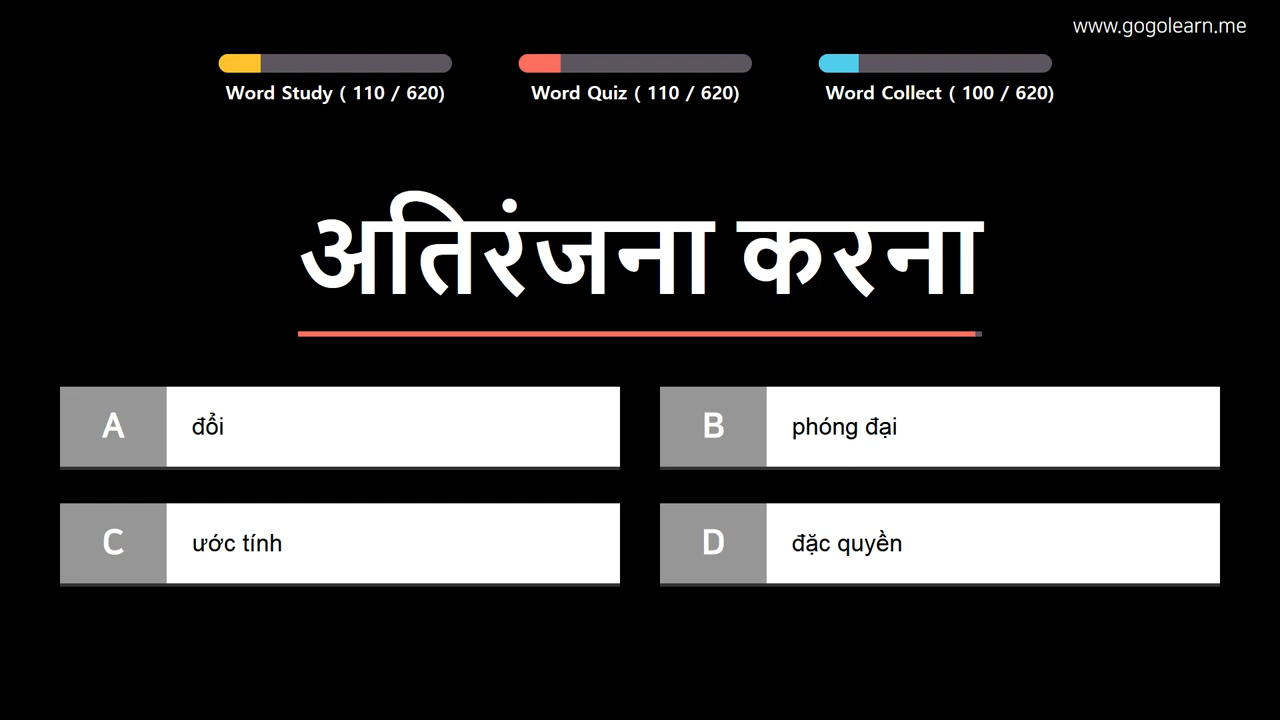 www.gogolearn.me
Word Study ( 110 / 620)
Word Quiz ( 110 / 620)
Word Collect ( 100 / 620)
अतिरंजना करना
A đổi
B phóng đại
C ước tính
D đặc quyền